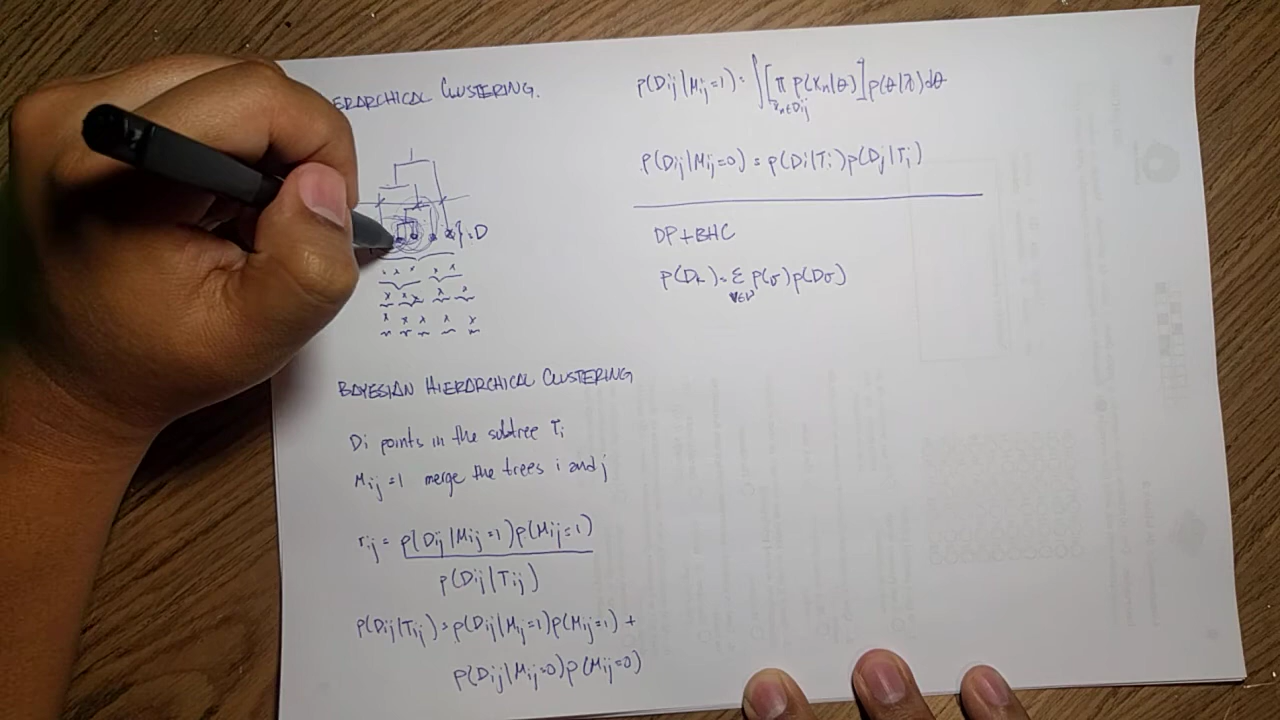 ERARCHICAL CLUSTERING.
}:D
x x x x x
x x x x x
x x x x x
BAYESIAN HIERARCHICAL CLUSTERING
Di points in the subtree Ti
Mij=1 merge the trees i and j
rij = p(Dij|Mij=1)p(Mij=1)
p(Dij|Tij)
p(Dij|Tij)=p(Dij|Mij=1)p(Mij=1)+
p(Dij|Mij=0)p(Mij=0)
p(Dij|Mij=1)=∫[π p(xn|θ)]p(θ|λ)dθ
xn∈Dij
p(Dij|Mij=0)=p(Di|Ti)p(Dj|Tj)
DP+BHC
p(Dk)=Σ p(σ)p(Dσ)